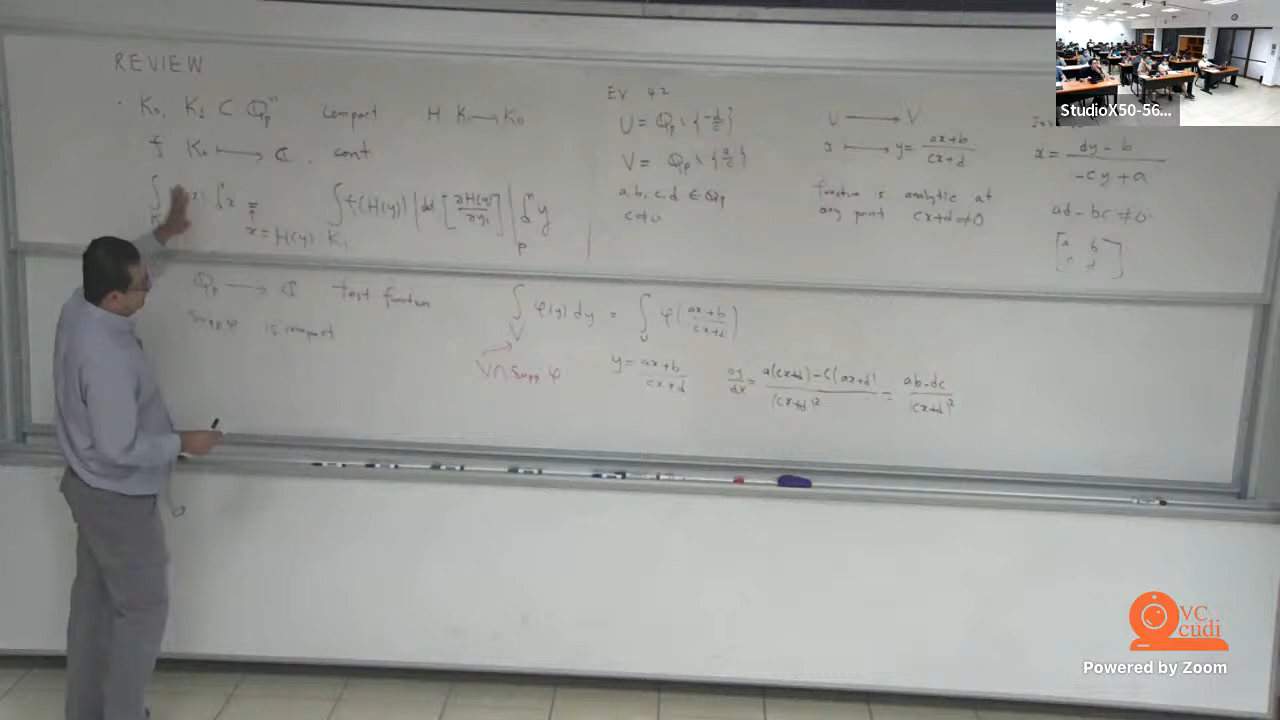 REVIEW
· K₀, K₁ ⊂ ℚₚⁿ compact H K₁ → K₀
f K₀ ⟼ ℂ. cont
∫ dx = ∫ f(H(y)) | det [∂H(y)/∂yᵢ] |ₚ dⁿy
x = H(y) K₁
ℚₚ → ℂ test function
Supp φ is compact
Ex 42
U = ℚₚ \ {-d/c}
V = ℚₚ \ {a/c}
a, b, c, d ∈ ℚₚ
c≠0
U → V
x ⟼ y = (ax+b)/(cx+d)
function is analytic at
any point cx+d≠0
x = (dy - b)/(-cy + a)
ad - bc ≠0
[a b
c d]
∫ φ(y) dy = ∫ φ((ax+b)/(cx+d))
V U
V∩Supp φ
y = (ax+b)/(cx+d)
dy/dx = (a(cx+d) - c(ax+d))/(cx+d)² = (ab-dc)/(cx+d)²
StudioX50-56...
VC
cudi
Powered by Zoom